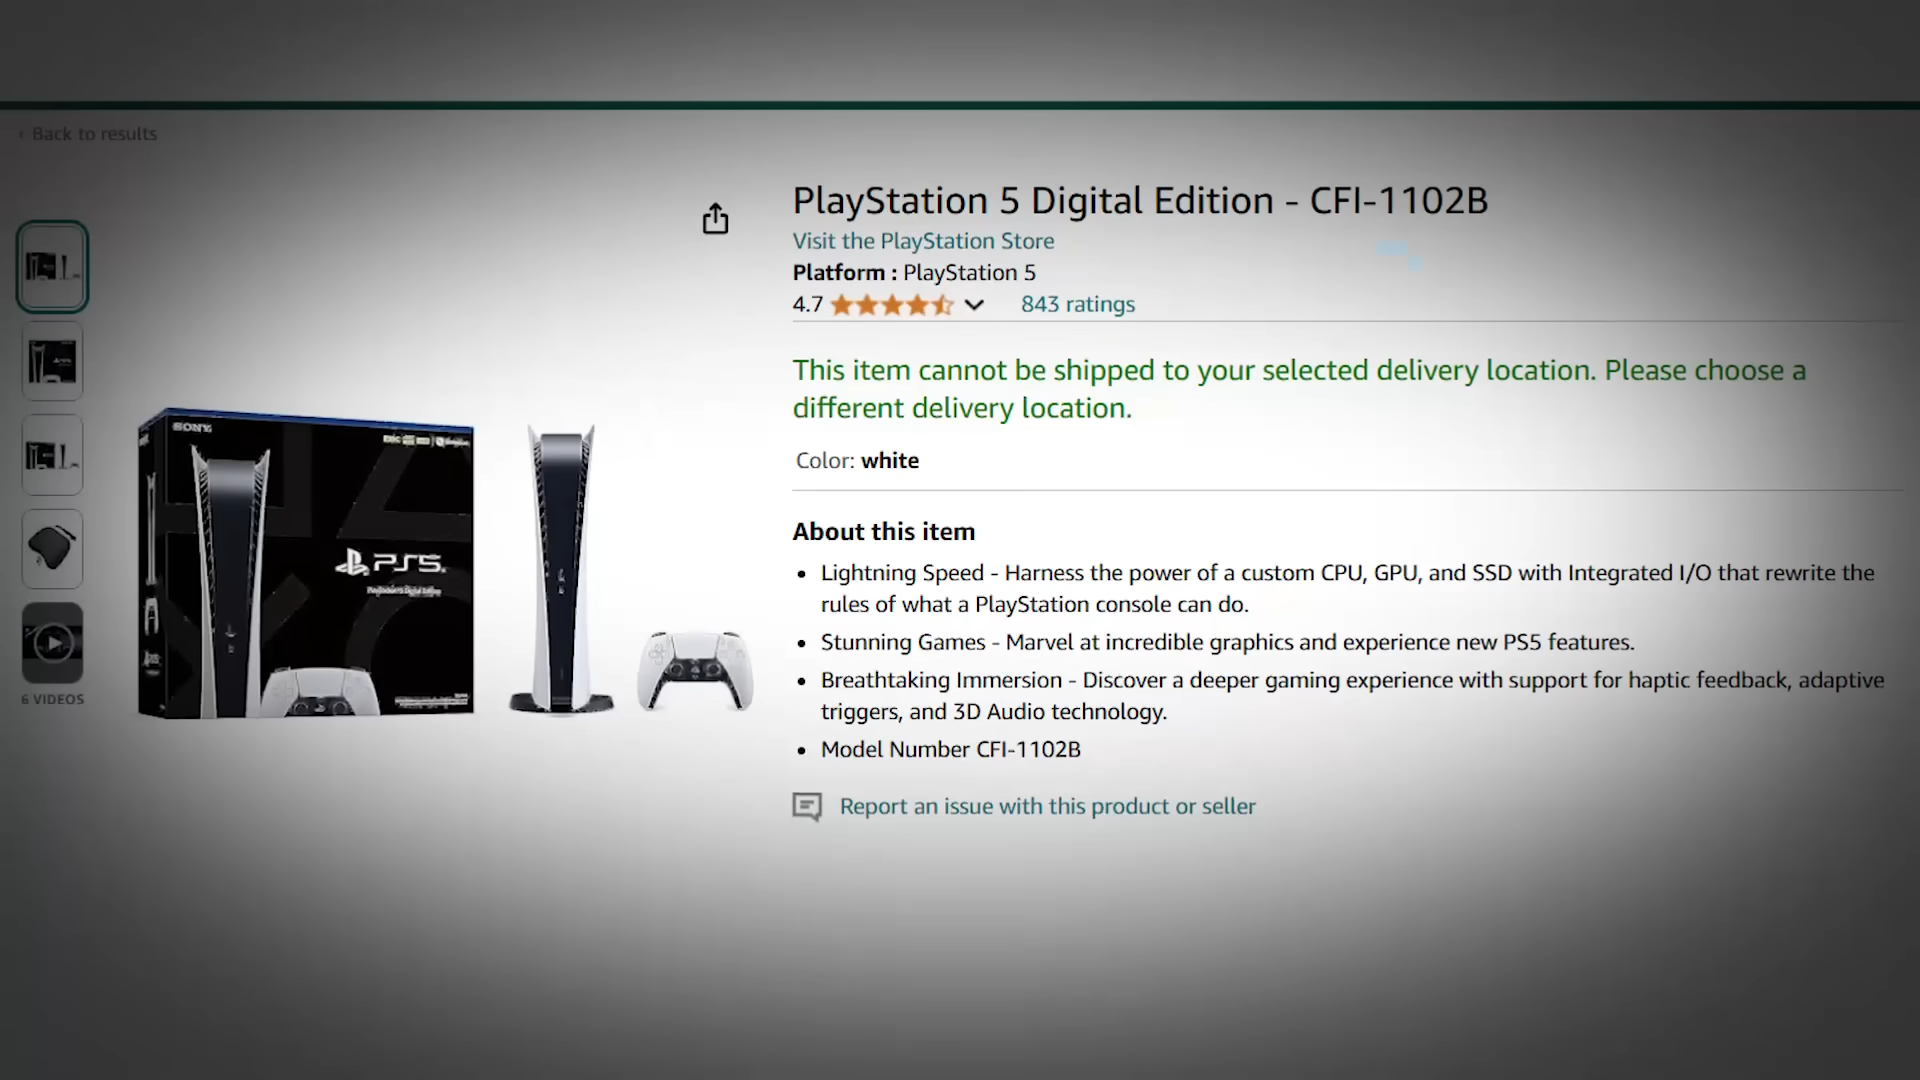 ‹ Back to results
PlayStation 5 Digital Edition - CFI-1102B
Visit the PlayStation Store
Platform : PlayStation 5
4.7
843 ratings
This item cannot be shipped to your selected delivery location. Please choose a
different delivery location.
Color: white
SONY
PS5
About this item
• Lightning Speed - Harness the power of a custom CPU, GPU, and SSD with Integrated I/O that rewrite the
rules of what a PlayStation console can do.
• Stunning Games - Marvel at incredible graphics and experience new PS5 features.
• Breathtaking Immersion - Discover a deeper gaming experience with support for haptic feedback, adaptive
triggers, and 3D Audio technology.
• Model Number CFI-1102B
6 VIDEOS
Report an issue with this product or seller